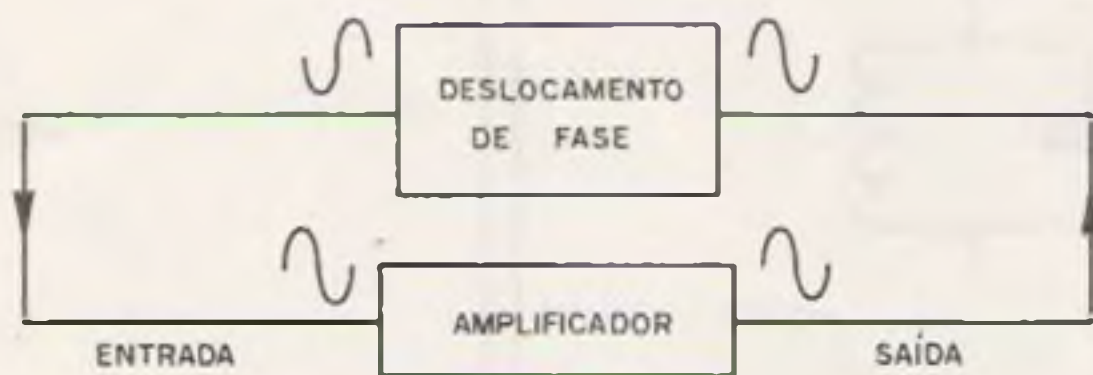 DESLOCAMENTO
DE FASE
AMPLIFICADOR
ENTRADA
SAÍDA